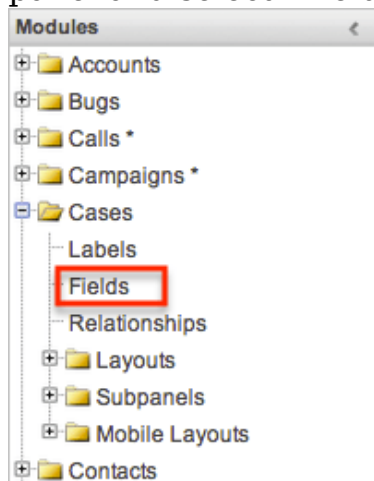 Modules
Accounts
Bugs
Calls *
Campaigns *
Cases
Labels
Fields
Relationships
Layouts
Subpanels
Mobile Layouts
Contacts